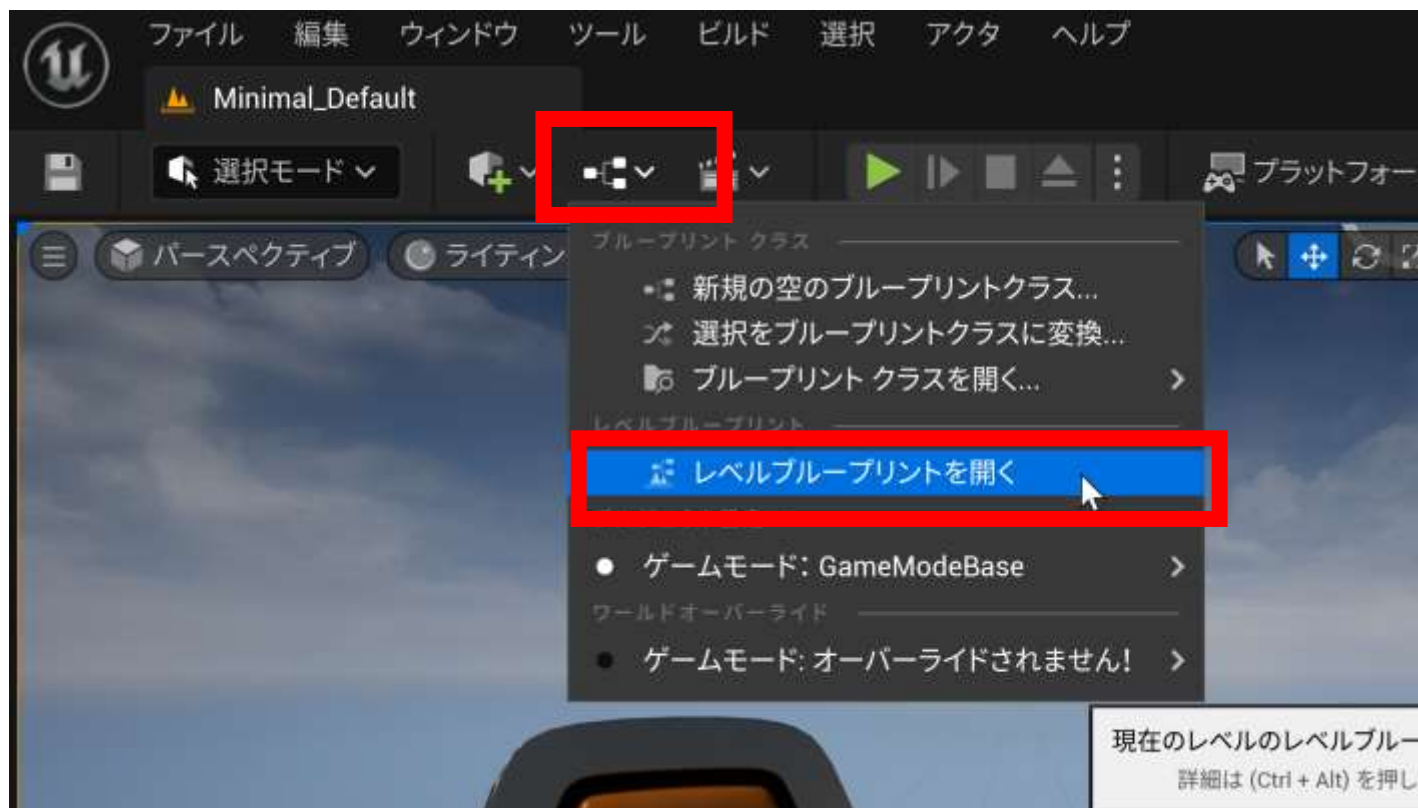 ファイル 編集 ウィンドウ ツール ビルド 選択 アクタ ヘルプ
Minimal_Default
選択モード
プラットフォー
パースペクティブ ライティン
ブループリント クラス
新規の空のブループリントクラス...
選択をブループリントクラスに変換...
ブループリント クラスを開く...
レベルブループリント
レベルブループリントを開く
ゲームモード: GameModeBase
ワールドオーバーライド
ゲームモード: オーバーライドされません!
現在のレベルのレベルブルー
詳細は (Ctrl + Alt) を押し